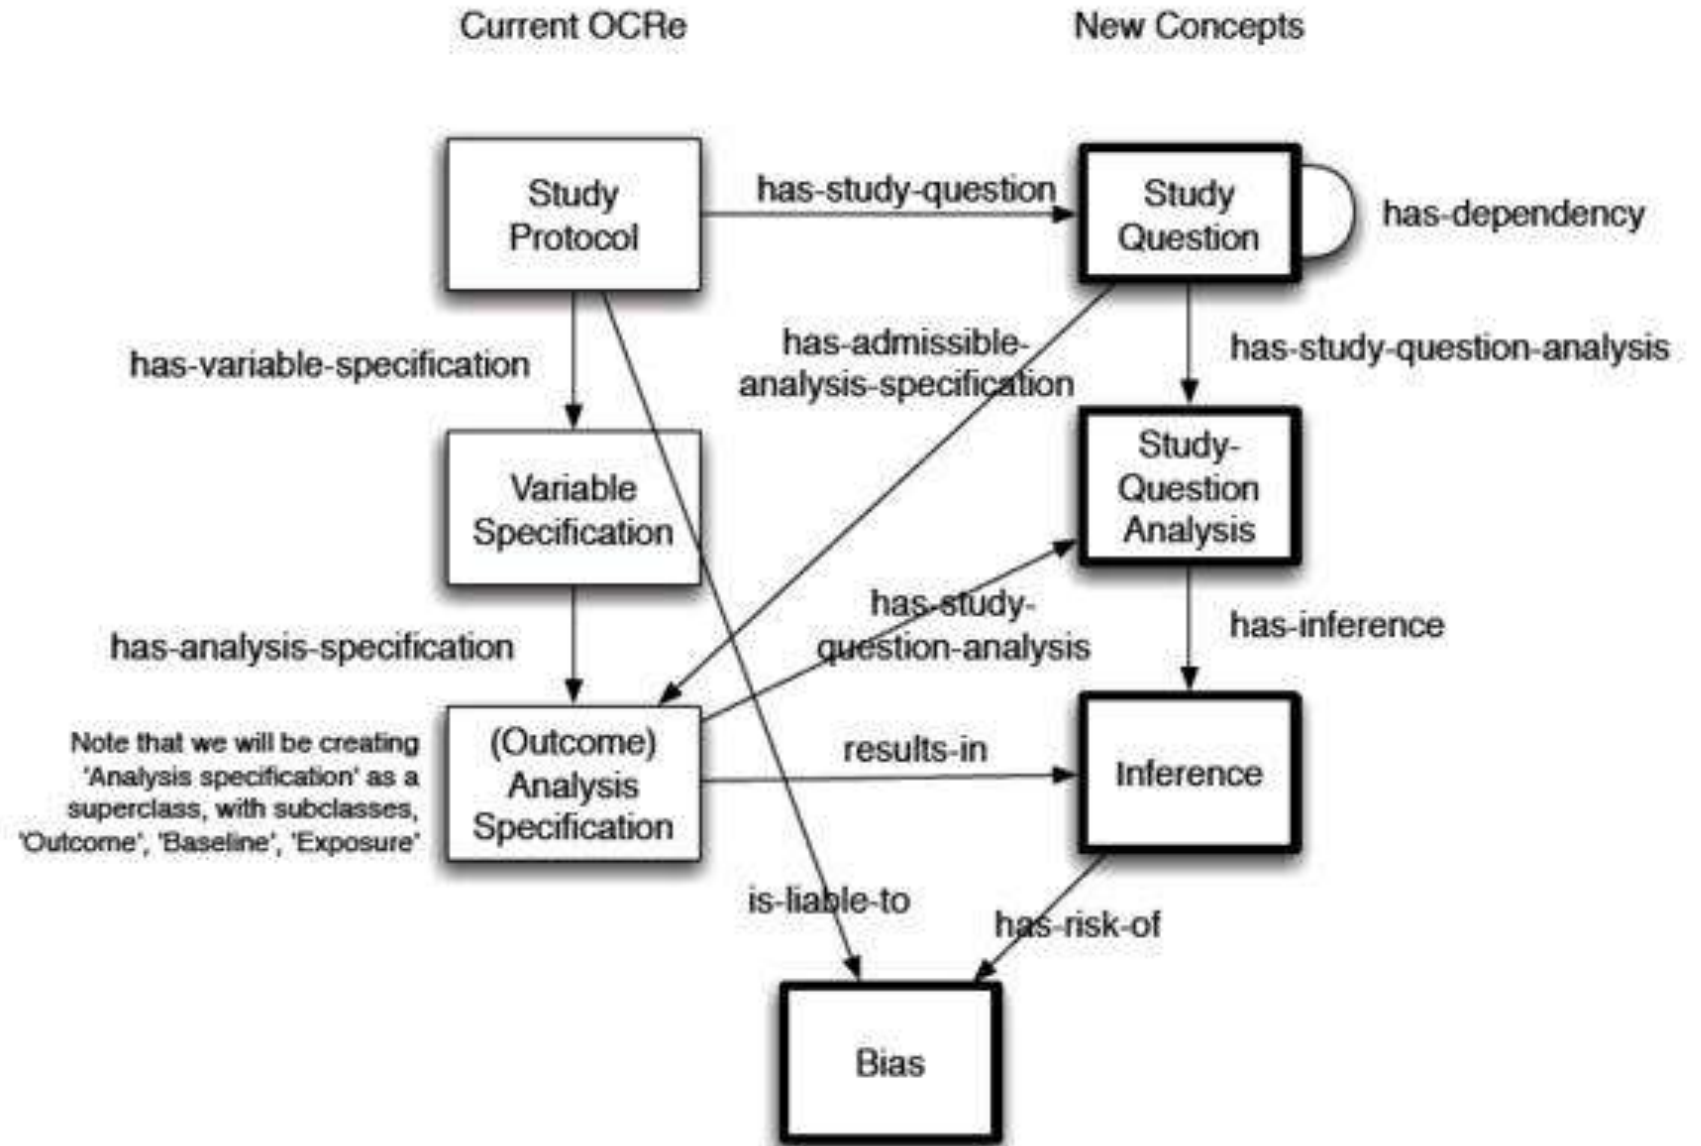 Current OCRe
New Concepts
Study
Protocol
has-study-question
Study
Question
has-dependency
has-variable-specification
has-admissible-
analysis-specification
has-study-question-analysis
Variable
Specification
Study-
Question
Analysis
has-analysis-specification
has-study-
question-analysis
has-inference
Note that we will be creating
'Analysis specification' as a
superclass, with subclasses,
'Outcome', 'Baseline', 'Exposure'
(Outcome)
Analysis
Specification
results-in
Inference
is-liable-to
has-risk-of
Bias